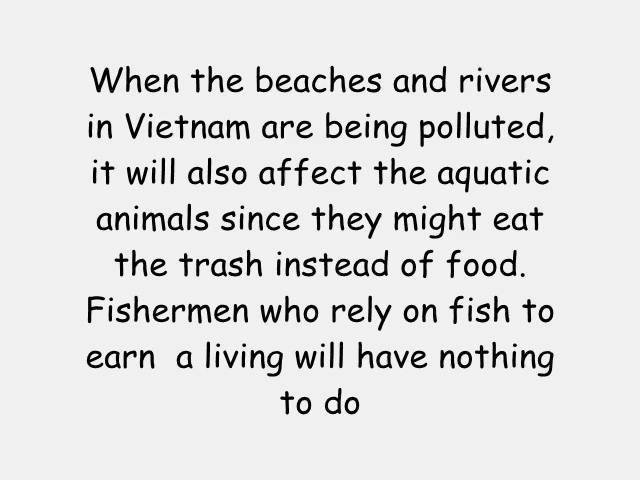 When the beaches and rivers
in Vietnam are being polluted,
it will also affect the aquatic
animals since they might eat
the trash instead of food.
Fishermen who rely on fish to
earn  a living will have nothing
to do